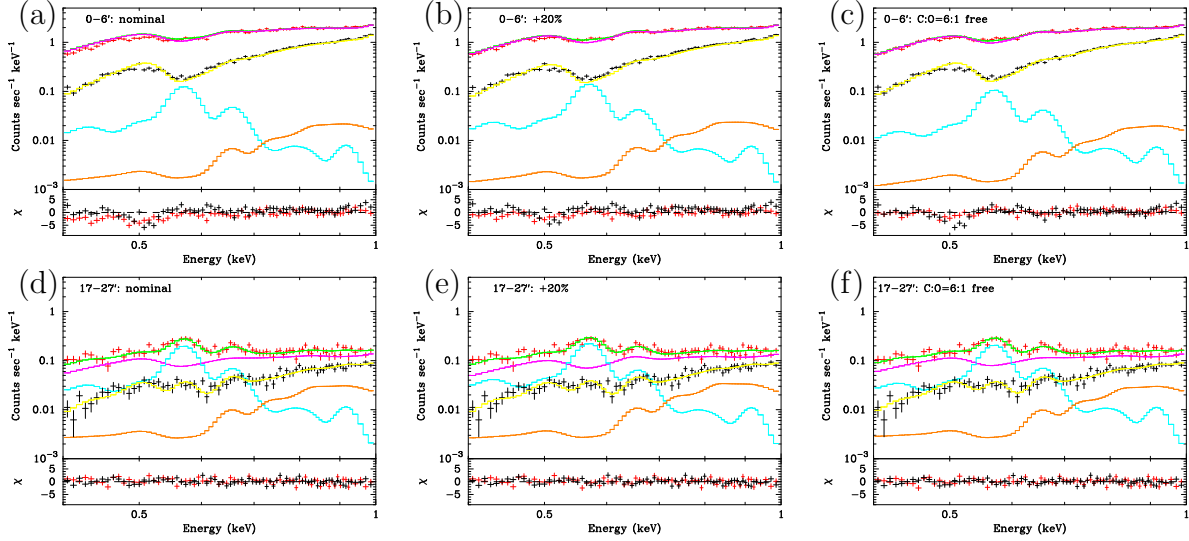 (a)
0−6′: nominal
Counts sec−1 keV−1
1
0.1
0.01
10−3
χ
5
0
−5
0.5
1
Energy (keV)
(b)
0−6′: +20%
Counts sec−1 keV−1
1
0.1
0.01
10−3
χ
5
0
−5
0.5
1
Energy (keV)
(c)
0−6′: C:O=6:1 free
Counts sec−1 keV−1
1
0.1
0.01
10−3
χ
5
0
−5
0.5
1
Energy (keV)
(d)
17−27′: nominal
Counts sec−1 keV−1
1
0.1
0.01
10−3
χ
5
0
−5
0.5
1
Energy (keV)
(e)
17−27′: +20%
Counts sec−1 keV−1
1
0.1
0.01
10−3
χ
5
0
−5
0.5
1
Energy (keV)
(f)
17−27′: C:O=6:1 free
Counts sec−1 keV−1
1
0.1
0.01
10−3
χ
5
0
−5
0.5
1
Energy (keV)